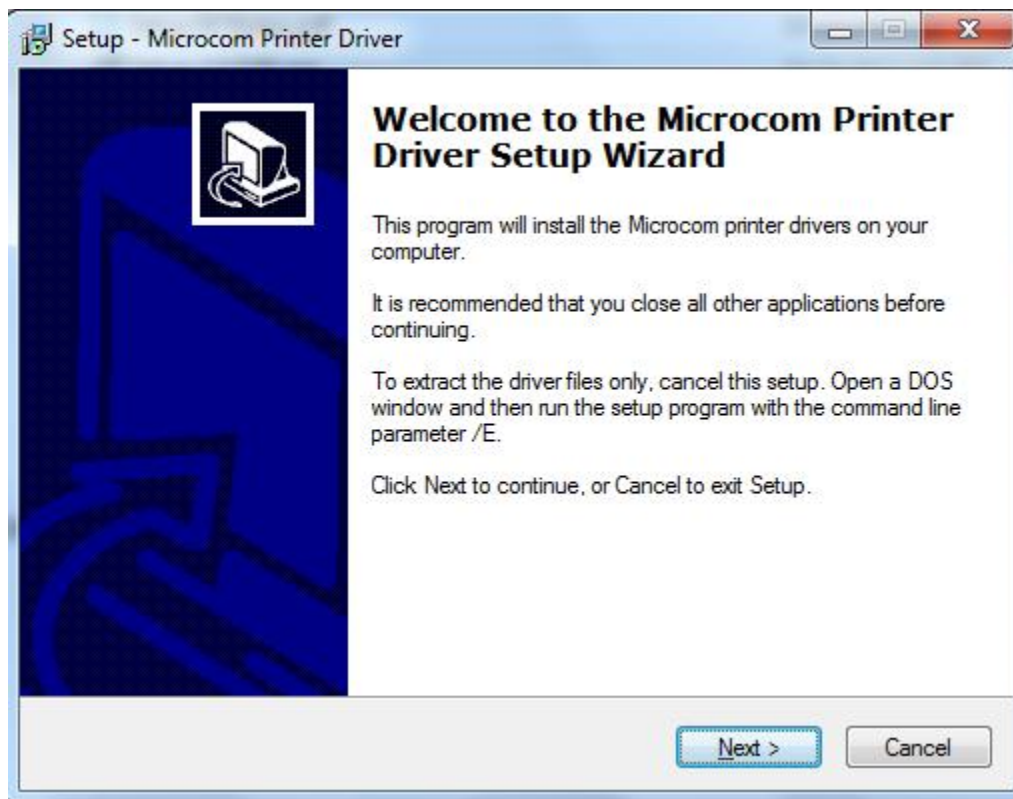 Setup - Microcom Printer Driver
Welcome to the Microcom Printer
Driver Setup Wizard
This program will install the Microcom printer drivers on your
computer.
It is recommended that you close all other applications before
continuing.
To extract the driver files only, cancel this setup. Open a DOS
window and then run the setup program with the command line
parameter /E.
Click Next to continue, or Cancel to exit Setup.
Next >
Cancel